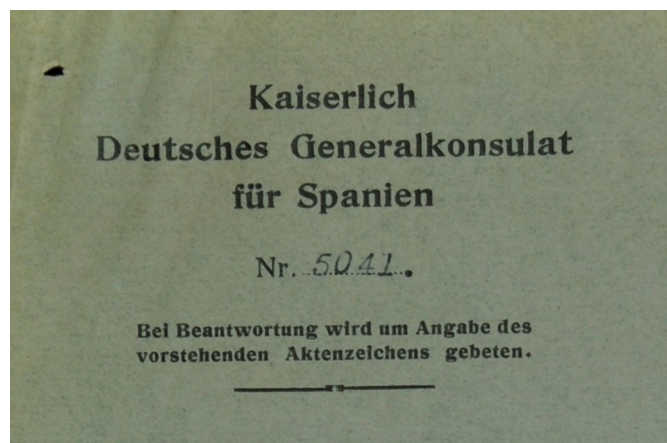 Kaiserlich
Deutsches Generalkonsulat
für Spanien
Nr. 5041.
Bei Beantwortung wird um Angabe des
vorstehenden Aktenzeichens gebeten.